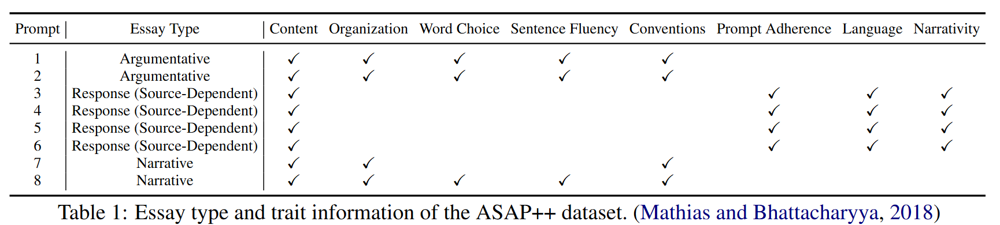 Prompt Essay Type Content Organization Word Choice Sentence Fluency Conventions Prompt Adherence Language Narrativity
1 Argumentative ✓ ✓ ✓ ✓ ✓
2 Argumentative ✓ ✓ ✓ ✓ ✓
3 Response (Source-Dependent) ✓ ✓ ✓ ✓
4 Response (Source-Dependent) ✓ ✓ ✓ ✓
5 Response (Source-Dependent) ✓ ✓ ✓ ✓
6 Response (Source-Dependent) ✓ ✓ ✓ ✓
7 Narrative ✓ ✓ ✓
8 Narrative ✓ ✓ ✓ ✓ ✓
Table 1: Essay type and trait information of the ASAP++ dataset. (Mathias and Bhattacharyya, 2018)